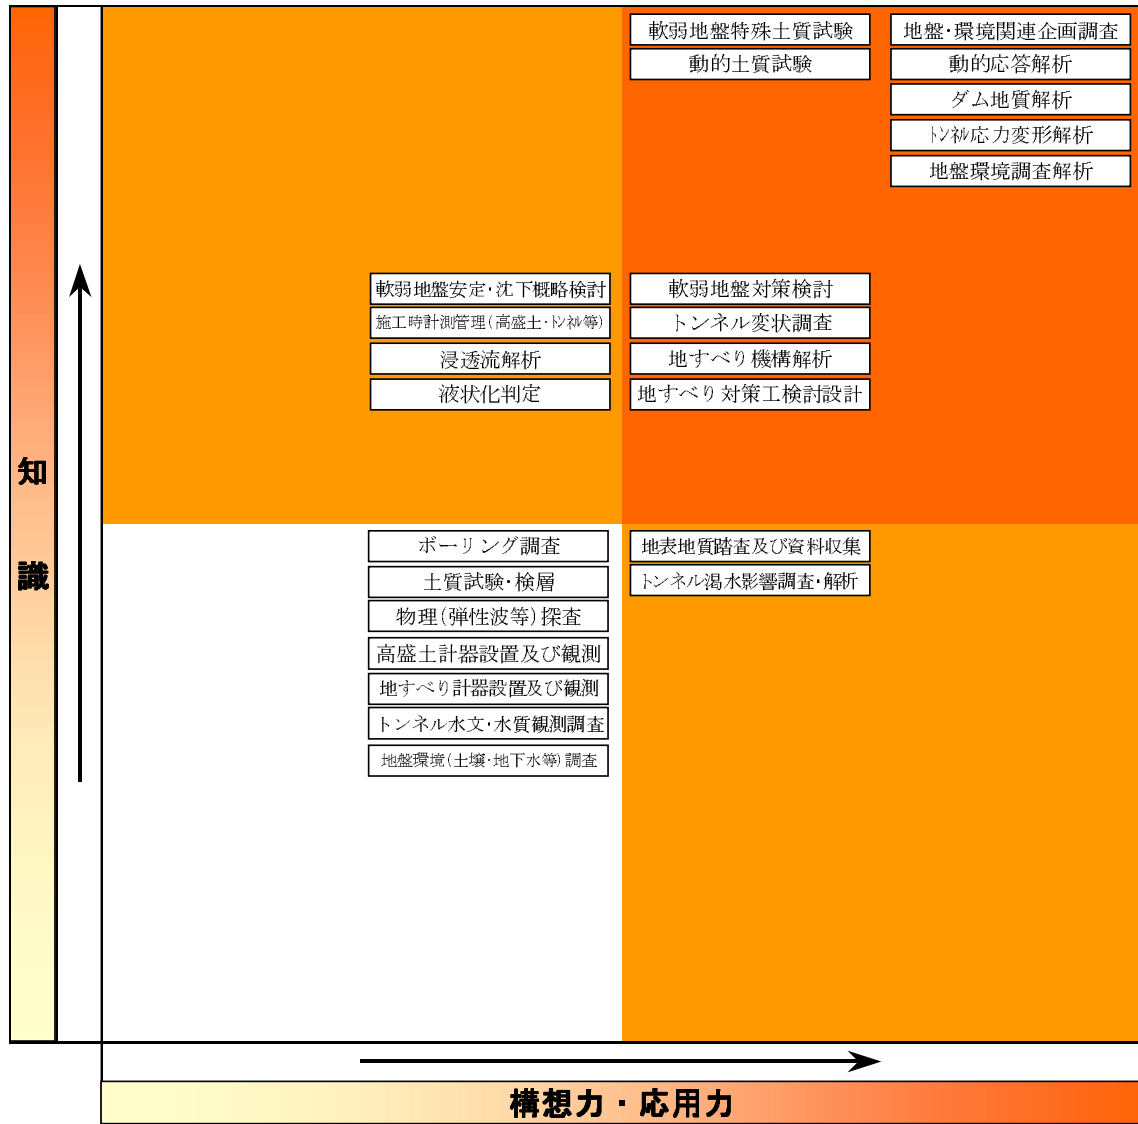 軟弱地盤特殊土質試験
動的土質試験
地盤・環境関連企画調査
動的応答解析
ダム地質解析
トンネル応力変形解析
地盤環境調査解析
軟弱地盤安定・沈下概略検討
施工時計測管理(高盛土・トンネル等)
浸透流解析
液状化判定
軟弱地盤対策検討
トンネル変状調査
地すべり機構解析
地すべり対策工検討設計
ボーリング調査
土質試験・検層
物理(弾性波等)探査
高盛土計器設置及び観測
地すべり計器設置及び観測
トンネル水文・水質観測調査
地盤環境(土壌・地下水等)調査
地表地質踏査及び資料収集
トンネル渇水影響調査・解析
知
識
構想力・応用力